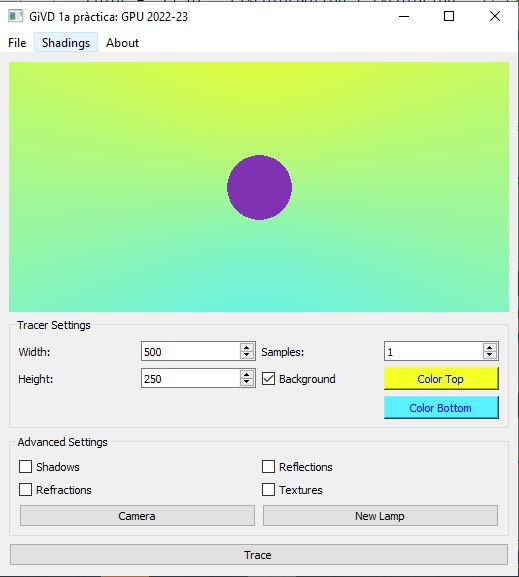 GiVD 1a pràctica: GPU 2022-23
File Shadings About
Tracer Settings
Width: 500 Samples: 1
Height: 250 Background Color Top
Color Bottom
Advanced Settings
Shadows Reflections
Refractions Textures
Camera New Lamp
Trace